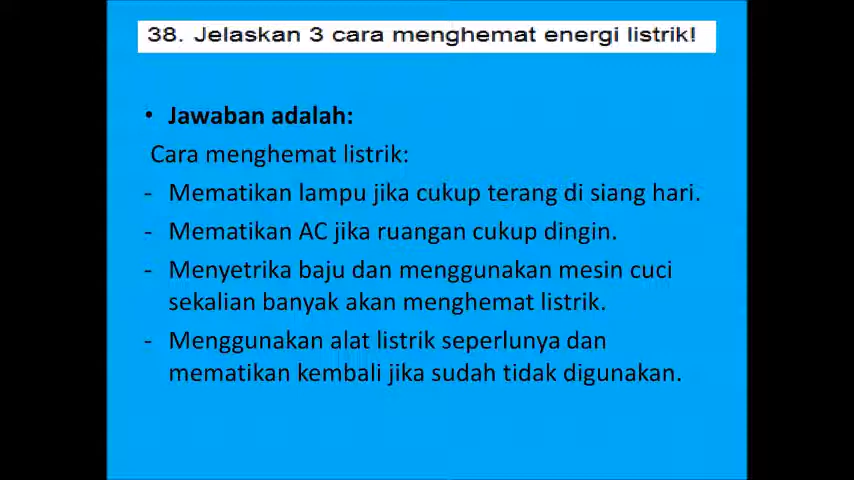 38. Jelaskan 3 cara menghemat energi listrik!
• Jawaban adalah:
Cara menghemat listrik:
- Mematikan lampu jika cukup terang di siang hari.
- Mematikan AC jika ruangan cukup dingin.
- Menyetrika baju dan menggunakan mesin cuci
sekalian banyak akan menghemat listrik.
- Menggunakan alat listrik seperlunya dan
mematikan kembali jika sudah tidak digunakan.